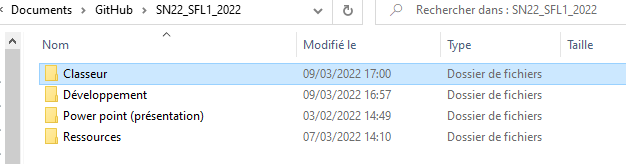 Documents > GitHub > SN22_SFL1_2022
Rechercher dans : SN22_SFL1_2022
Nom Modifié le Type Taille
Classeur 09/03/2022 17:00 Dossier de fichiers
Développement 09/03/2022 16:57 Dossier de fichiers
Power point (présentation) 03/02/2022 14:49 Dossier de fichiers
Ressources 07/03/2022 14:10 Dossier de fichiers